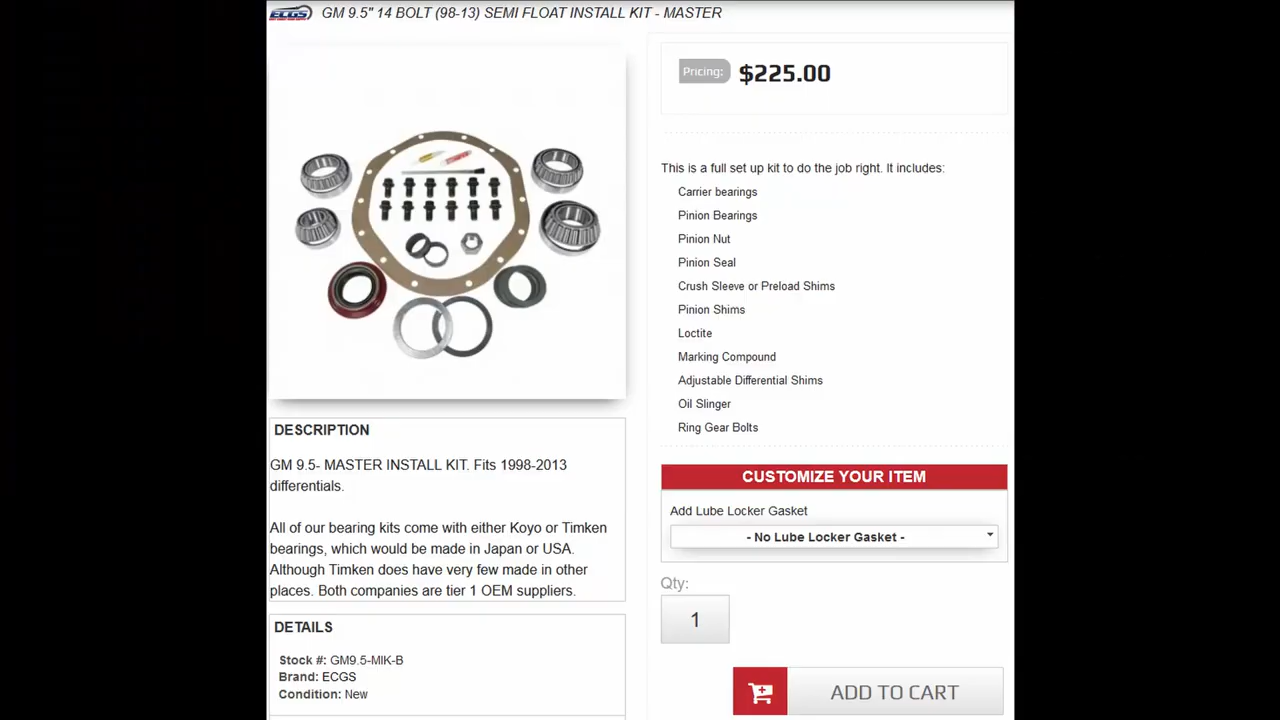 ECGS
GM 9.5" 14 BOLT (98-13) SEMI FLOAT INSTALL KIT - MASTER
Pricing:
$225.00
This is a full set up kit to do the job right. It includes:
Carrier bearings
Pinion Bearings
Pinion Nut
Pinion Seal
Crush Sleeve or Preload Shims
Pinion Shims
Loctite
Marking Compound
Adjustable Differential Shims
Oil Slinger
Ring Gear Bolts
DESCRIPTION
GM 9.5- MASTER INSTALL KIT. Fits 1998-2013
differentials.
All of our bearing kits come with either Koyo or Timken
bearings, which would be made in Japan or USA.
Although Timken does have very few made in other
places. Both companies are tier 1 OEM suppliers.
DETAILS
Stock #: GM9.5-MIK-B
Brand: ECGS
Condition: New
CUSTOMIZE YOUR ITEM
Add Lube Locker Gasket
- No Lube Locker Gasket -
Qty:
1
ADD TO CART